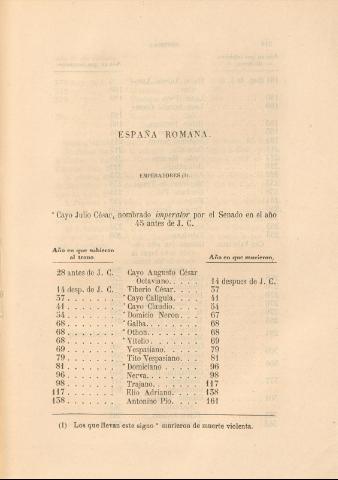 ESPAÑA ROMANA.
EMPERATORES (1).
* Cayo Julio César, nombrado imperator por el Senado en el año
45 antes de J. C.
Año en que subieron
al trono
Año en que murieron.
28 antes de J. C. Cayo Augusto César
Octaviano. . . . . 14 despues de J. C.
14 desp. de J. C. Tiberio César. . . . . 37
37 . . . . . . . * Cayo Calígula. . . . 41
41 . . . . . . . * Cayo Claudio. . . . 54
54 . . . . . . . * Domicio Neron. . . 67
68 . . . . . . . * Galba. . . . . . . 68
68 . . . . . . . * Othon. . . . . . . 68
68 . . . . . . . * Vitelio. . . . . . 69
69 . . . . . . . Vespasiano. . . . . 79
79 . . . . . . . Tito Vespasiano. . . 81
81 . . . . . . . * Domiciano . . . . . 96
96 . . . . . . . Nerva. . . . . . . 98
98 . . . . . . . Trajano. . . . . . 117
117 . . . . . . . Elio Adriano. . . . 138
138 . . . . . . . Antonino Pio. . . . 161
(1) Los que llevan este signo * murieron de muerte violenta.